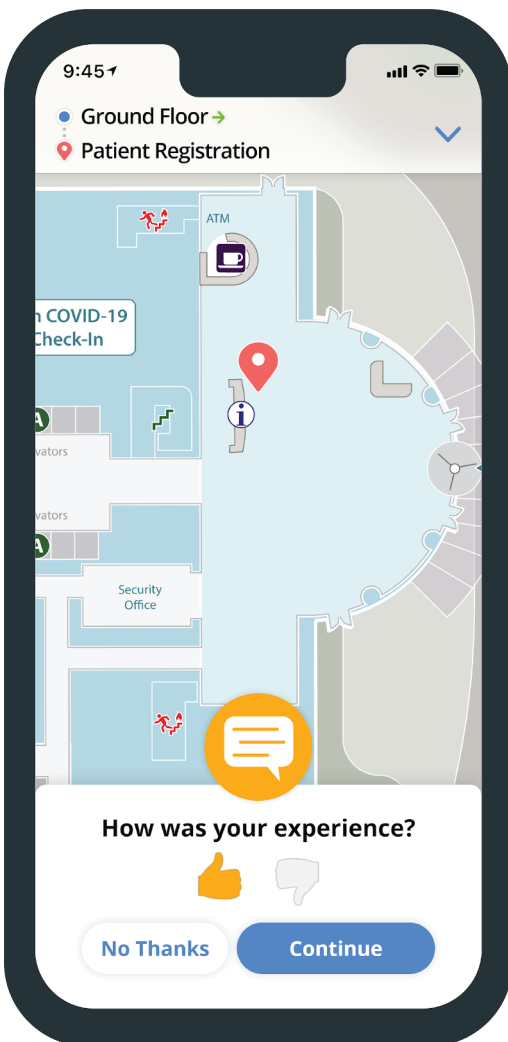 9:45
Ground Floor
Patient Registration
ATM
COVID-19
Check-In
i
A
vators
vators
A
Security
Office
How was your experience?
No Thanks
Continue